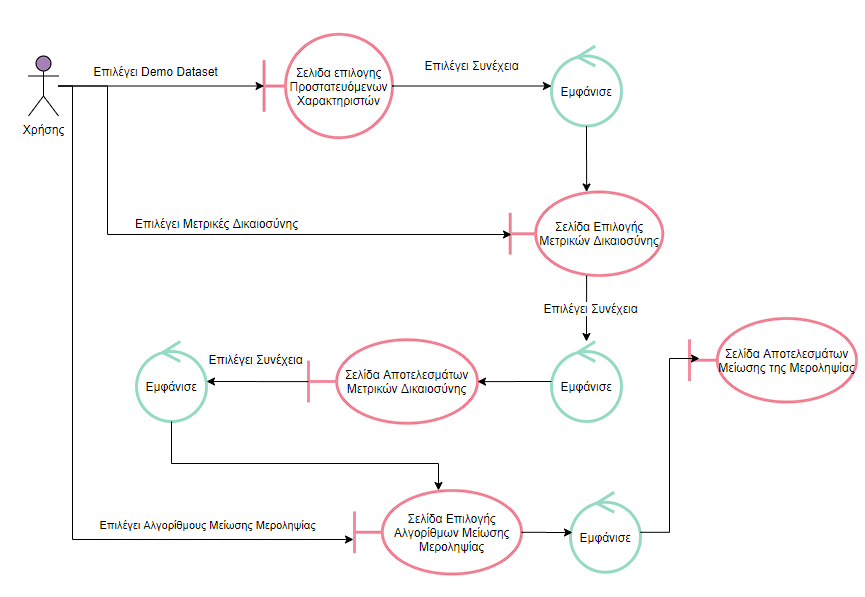 Επιλέγει Demo Dataset
Σελιδα επιλογης
Προστατευόμενων
Χαρακτηριστών
Επιλέγει Συνέχεια
Εμφάνισε
Χρήσης
Επιλέγει Μετρικές Δικαιοσύνης
Σελίδα Επιλογής
Μετρικών Δικαιοσύνης
Επιλέγει Συνέχεια
Εμφάνισε
Επιλέγει Συνέχεια
Σελίδα Αποτελεσμάτων
Μετρικών Δικαιοσύνης
Εμφάνισε
Σελίδα Αποτελεσμάτων
Μείωσης της Μεροληψίας
Επιλέγει Αλγορίθμους Μείωσης Μεροληψίας
Σελίδα Επιλογής
Αλγορίθμων Μείωσης
Μεροληψίας
Εμφάνισε